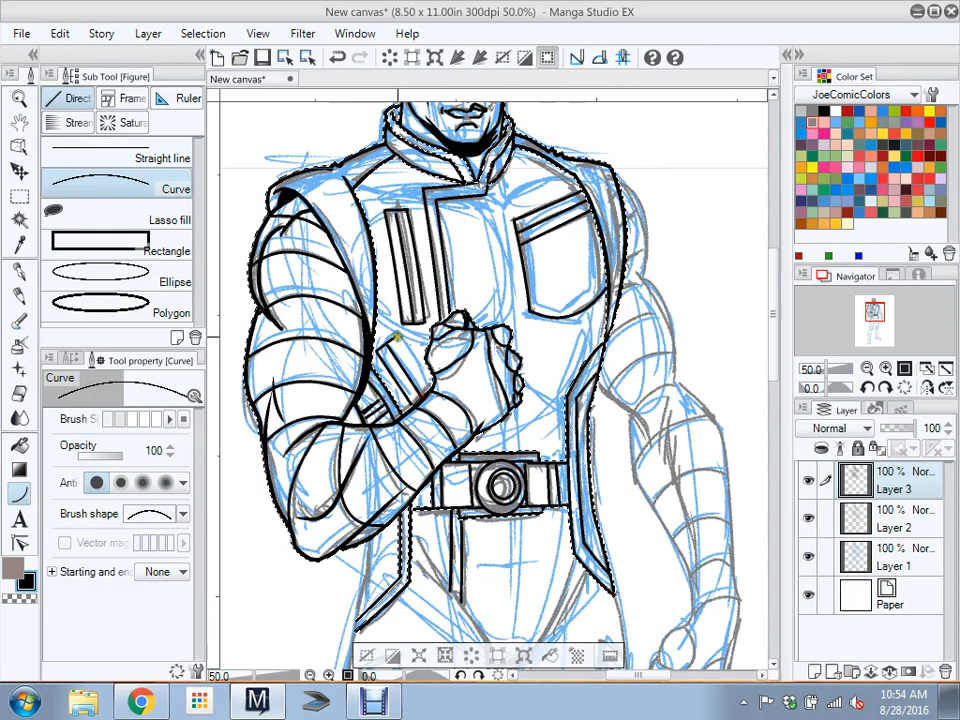 New canvas* (8.50 x 11.00in 300dpi 50.0%) - Manga Studio EX
File Edit Story Layer Selection View Filter Window Help
Sub Tool [Figure]
New canvas*
Color Set
Direct Frame Ruler
JoeComicColors
Strea Satura
Straight line
Curve
Lasso fill
Rectangle
Ellipse
Navigator
Polygon
Tool property [Curve]
50.0
Curve
0.0
Layer
Brush S
Normal 100
Opacity
100
100 % Nor...
Layer 3
Anti-
Brush shape
100 % Nor...
Layer 2
Vector mag
100 % Nor...
Layer 1
Starting and en None
Paper
50.0 0.0
10:54 AM
8/28/2016